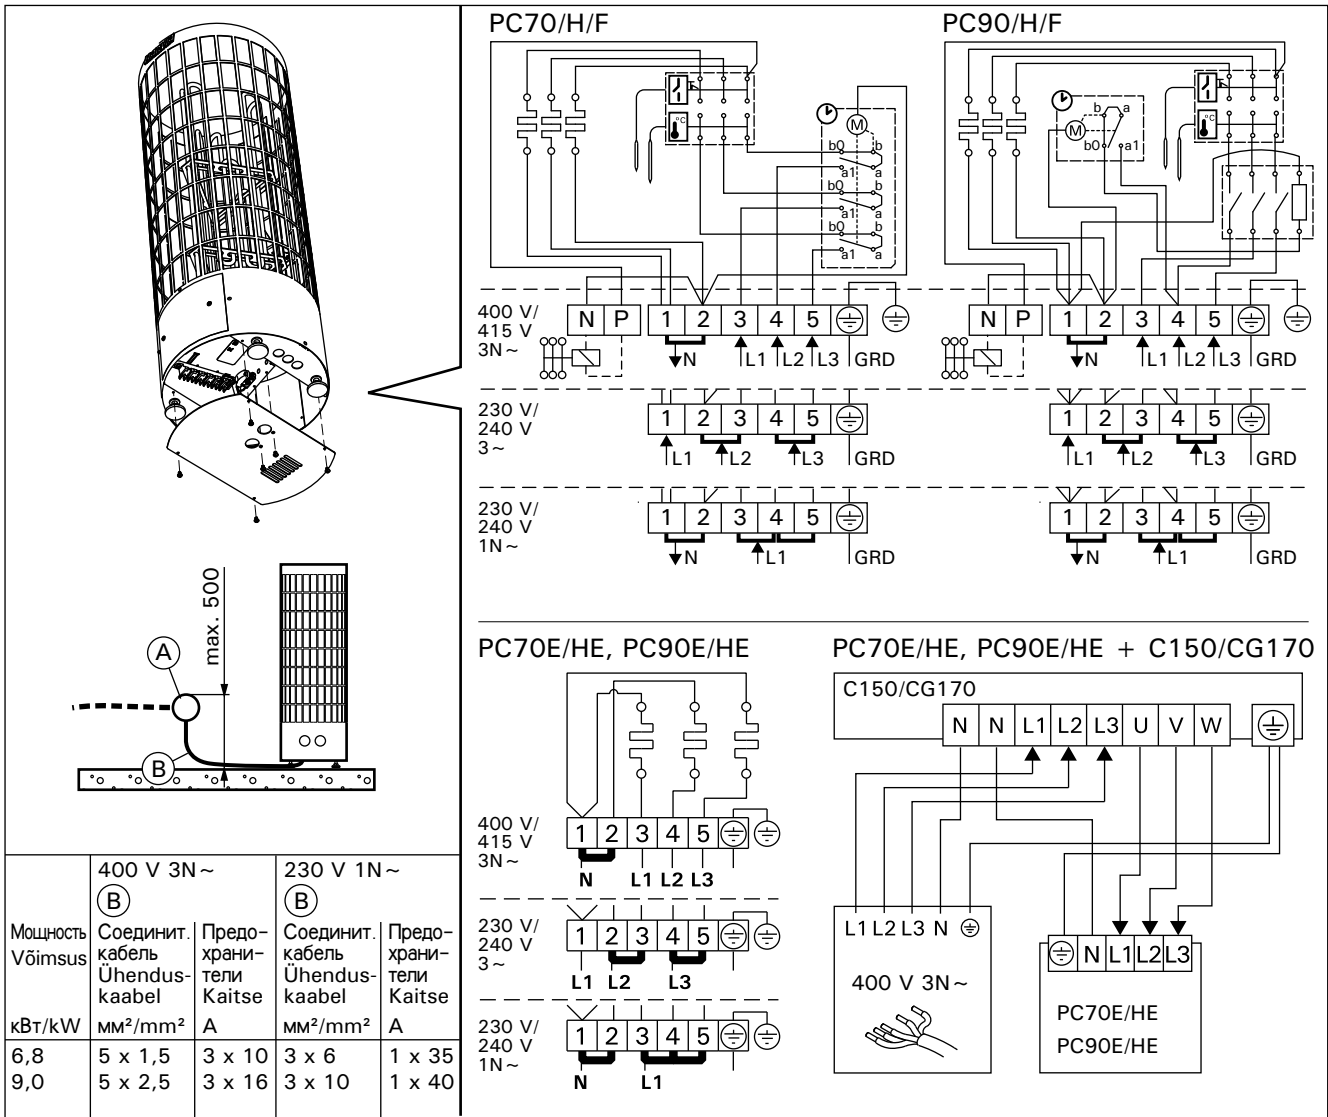 PC70/H/F
M
b0 b
a1 a
b0 b
a1 a
b0 b
a1 a
°C
400 V/
415 V
3N~
N P 1 2 3 4 5
N L1 L2 L3 GRD
230 V/
240 V
3~
1 2 3 4 5
L1 L2 L3 GRD
230 V/
240 V
1N~
1 2 3 4 5
N L1 GRD
PC90/H/F
b a
M
b0 a1
°C
N P 1 2 3 4 5
N L1 L2 L3 GRD
1 2 3 4 5
L1 L2 L3 GRD
1 2 3 4 5
N L1 GRD
max. 500
A
B
400 V 3N~ 230 V 1N~
B B
Мощность Соединит. Предо- Соединит. Предо-
Võimsus кабель храни- кабель храни-
Ühendus- тели Ühendus- тели
kaabel Kaitse kaabel Kaitse
кВт/kW мм²/mm² A мм²/mm² A
6,8 5 x 1,5 3 x 10 3 x 6 1 x 35
9,0 5 x 2,5 3 x 16 3 x 10 1 x 40
PC70E/HE, PC90E/HE
400 V/
415 V
3N~
1 2 3 4 5
N L1 L2 L3
230 V/
240 V
3~
1 2 3 4 5
L1 L2 L3
230 V/
240 V
1N~
1 2 3 4 5
N L1
PC70E/HE, PC90E/HE + C150/CG170
C150/CG170
N N L1 L2 L3 U V W
L1 L2 L3 N
400 V 3N~
N L1 L2 L3
PC70E/HE
PC90E/HE